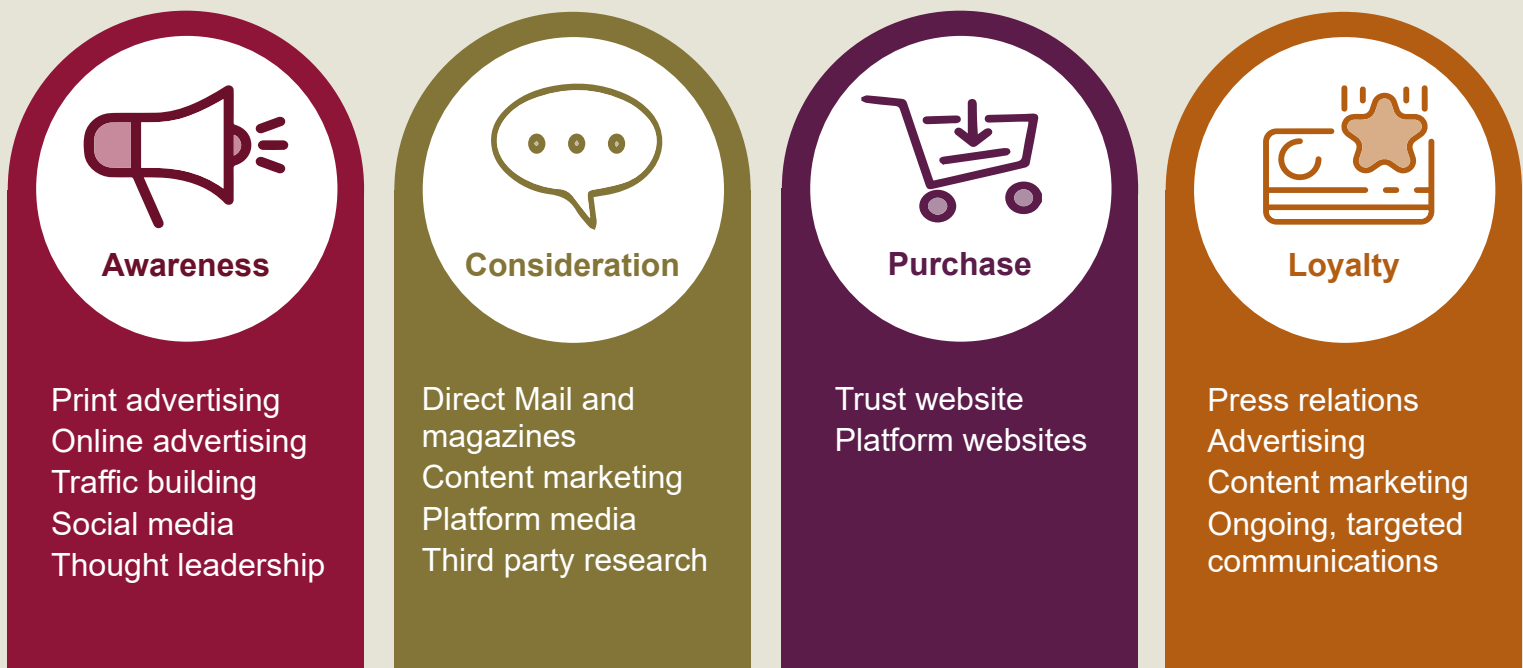 Awareness
Print advertising
Online advertising
Traffic building
Social media
Thought leadership
Consideration
Direct Mail and
magazines
Content marketing
Platform media
Third party research
Purchase
Trust website
Platform websites
Loyalty
Press relations
Advertising
Content marketing
Ongoing, targeted
communications